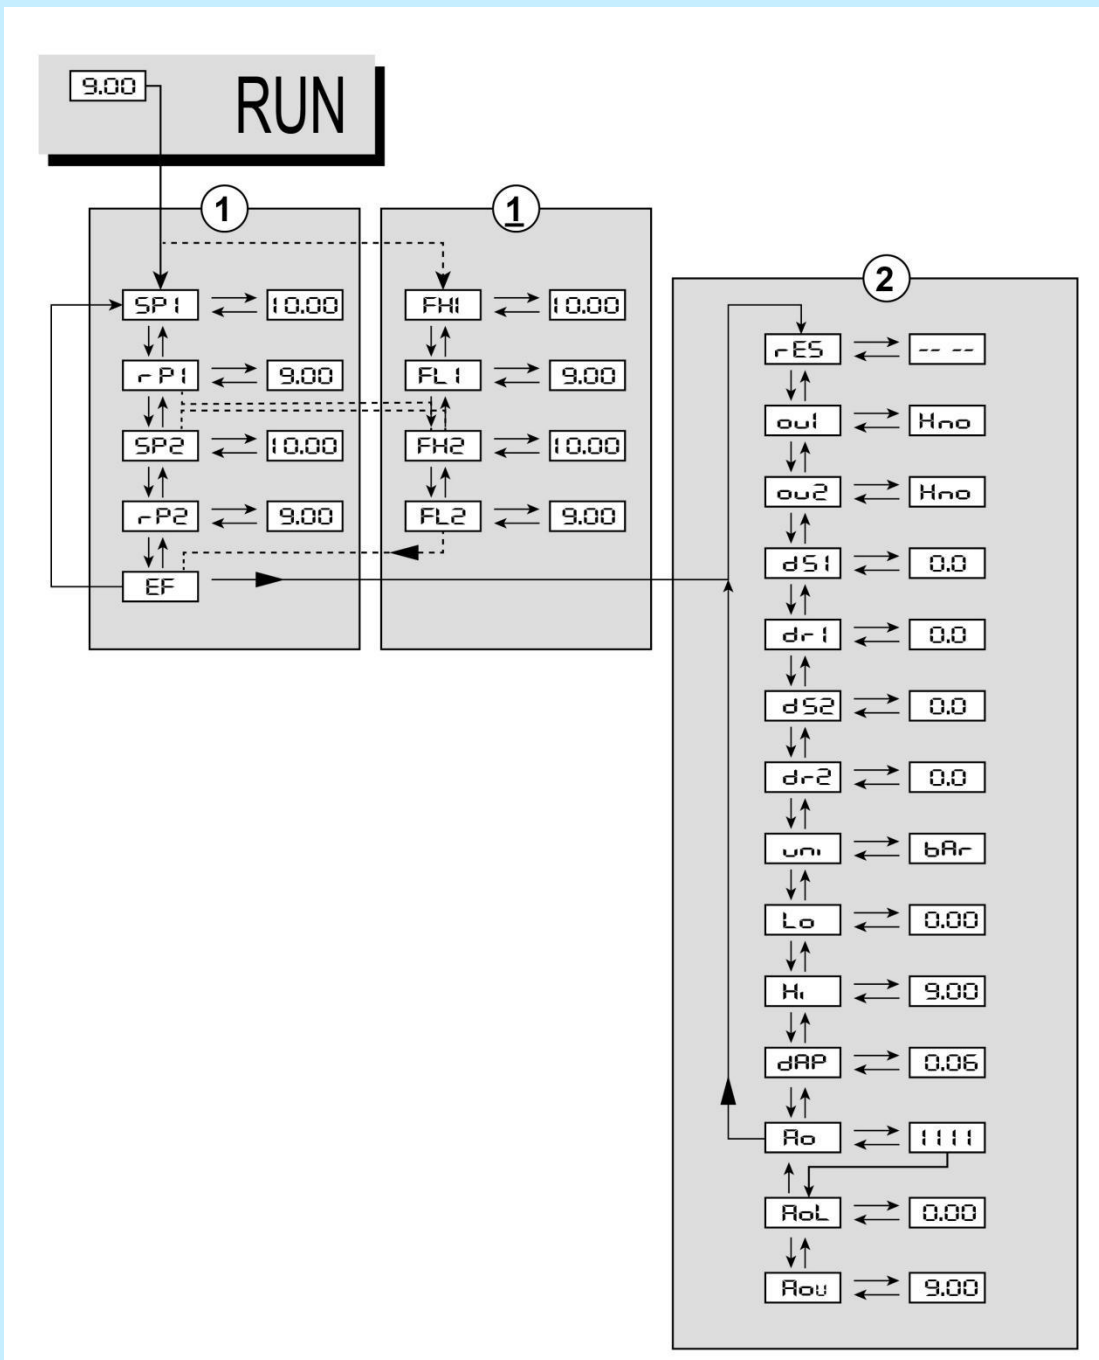 9.00
RUN
1
1
SP1 10.00
rP1 9.00
SP2 10.00
rP2 9.00
EF
FH1 10.00
FL1 9.00
FH2 10.00
FL2 9.00
2
rES -- --
ou1 Hno
ou2 Hno
dS1 0.0
dr1 0.0
dS2 0.0
dr2 0.0
uni bAr
Lo 0.00
Hi 9.00
dAP 0.06
Ao 1111
AoL 0.00
Aou 9.00